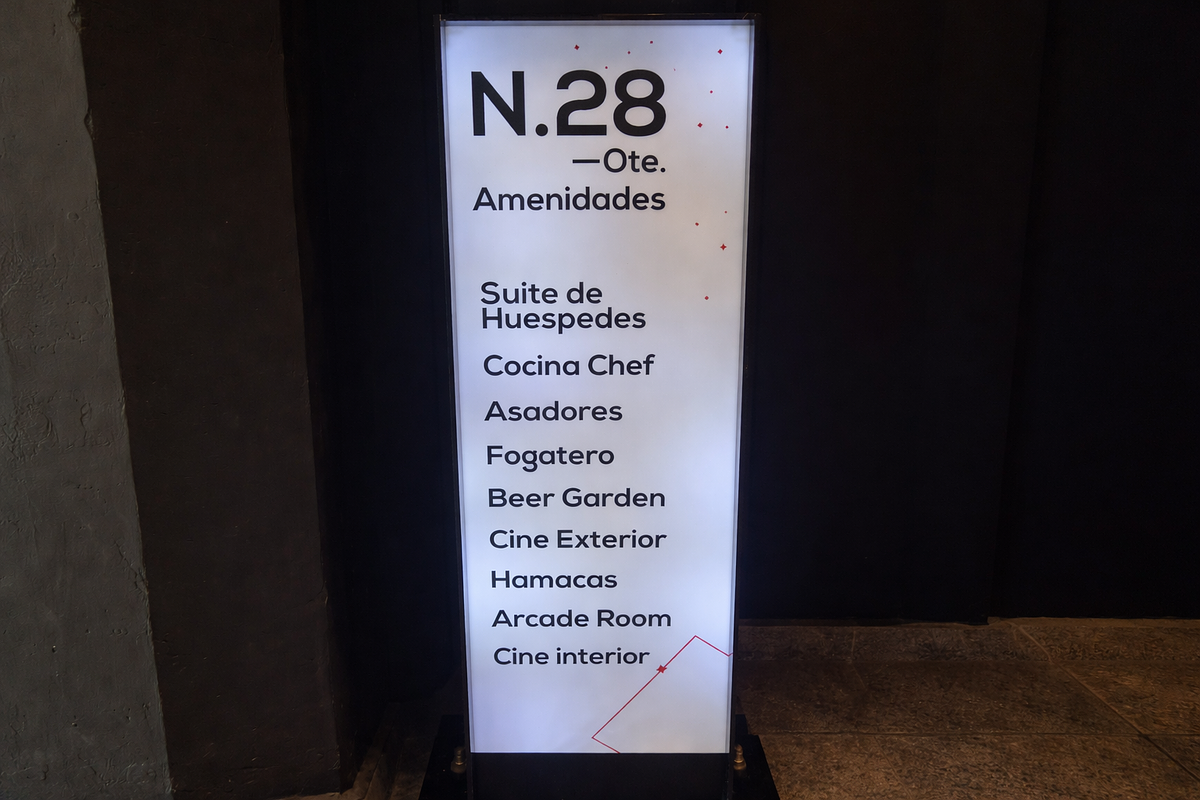 N.28
—Ote.
Amenidades
Suite de
Huespedes
Cocina Chef
Asadores
Fogatero
Beer Garden
Cine Exterior
Hamacas
Arcade Room
Cine interior